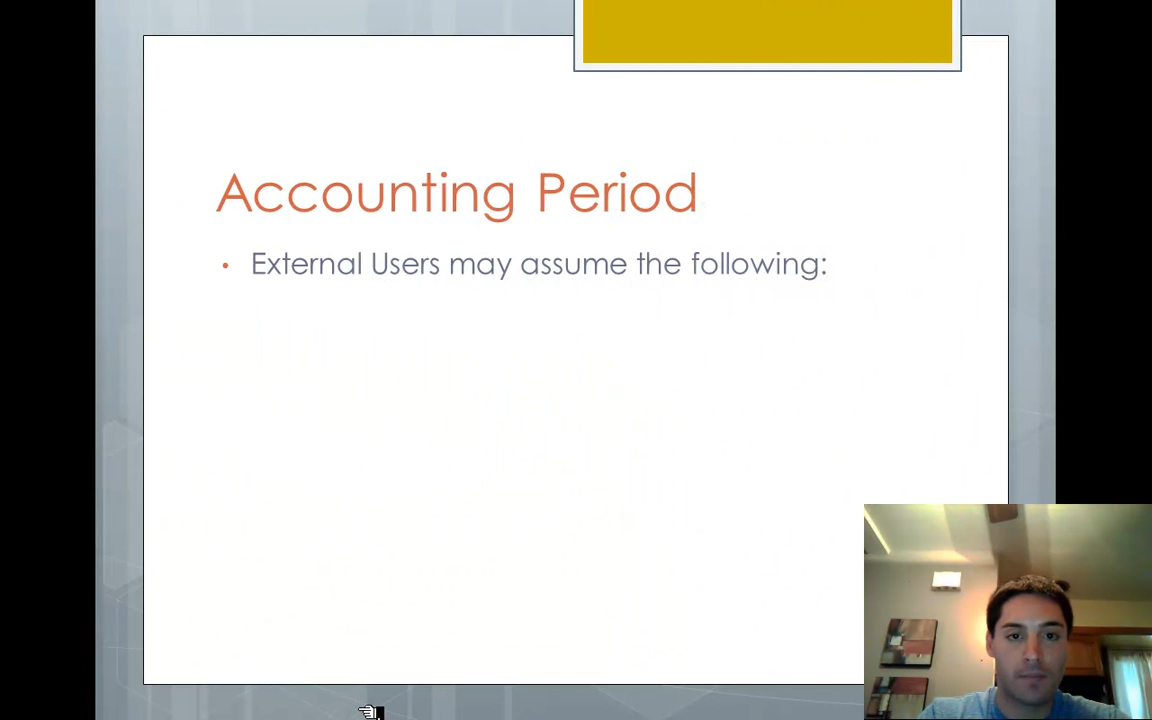 Accounting Period
• External Users may assume the following: